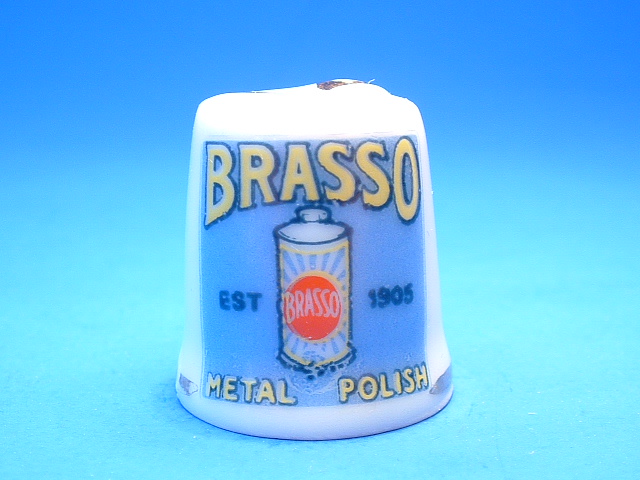 BRASSO
EST 1905
BRASSO
METAL POLISH